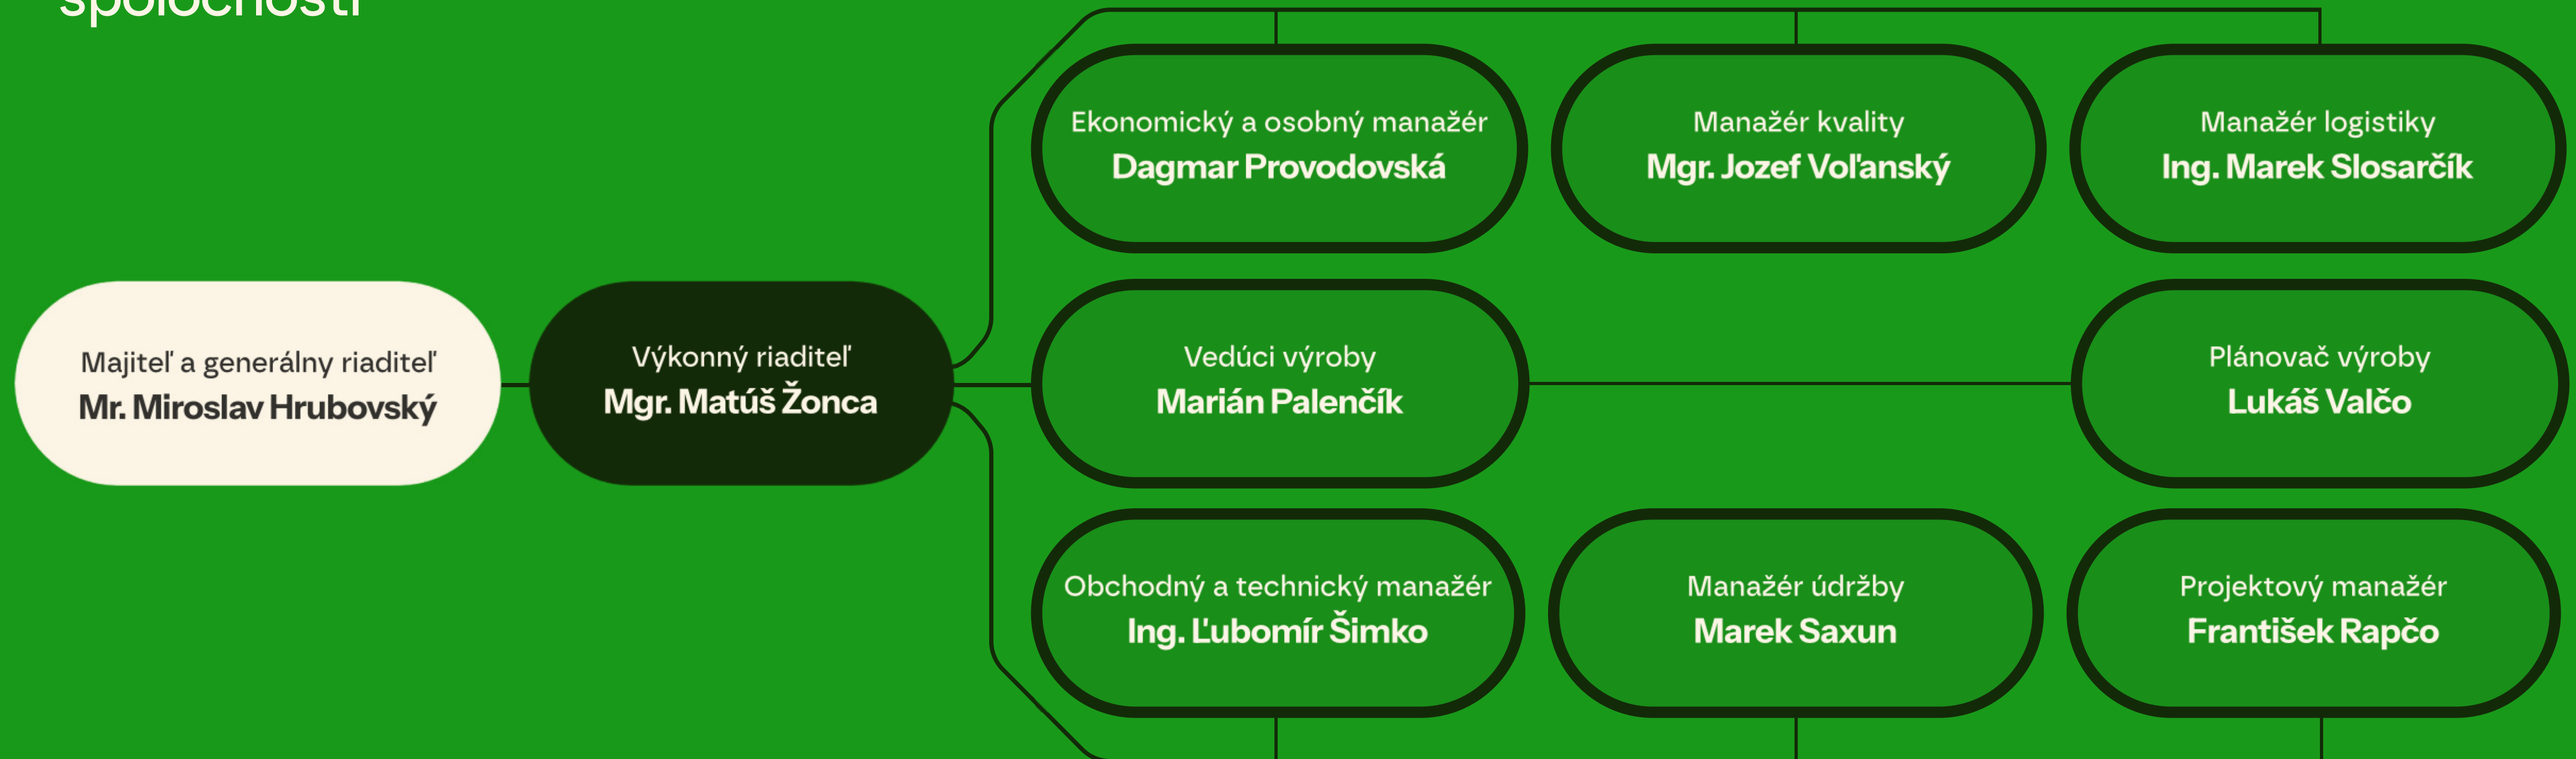 spoločnosti
Ekonomický a osobný manažér
Dagmar Provodovská
Manažér kvality
Mgr. Jozef Voľanský
Manažér logistiky
Ing. Marek Slosarčík
Majiteľ a generálny riaditeľ
Mr. Miroslav Hrubovský
Výkonný riaditeľ
Mgr. Matúš Žonca
Vedúci výroby
Marián Palenčík
Plánovač výroby
Lukáš Valčo
Obchodný a technický manažér
Ing. Ľubomír Šimko
Manažér údržby
Marek Saxun
Projektový manažér
František Rapčo